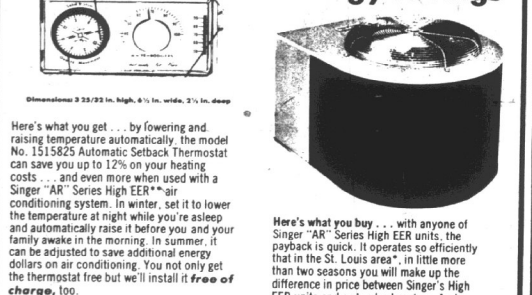 Dimensions: 3 25/32 in. high, 6½ in. wide, 2½ in. deep
Here's what you get . . . by lowering and
raising temperature automatically, the model
No. 1515825 Automatic Setback Thermostat
can save you up to 12% on your heating
costs . . . and even more when used with a
Singer "AR" Series High EER** air
conditioning system. In winter, set it to lower
the temperature at night while you're asleep
and automatically raise it before you and your
family awake in the morning. In summer, it
can be adjusted to save additional energy
dollars on air conditioning. You not only get
the thermostat free but we'll install it free of
charge, too.
Here's what you buy . . . with anyone of
Singer "AR" Series High EER units, the
payback is quick. It operates so efficiently
that in the St. Louis area*, in little more
than two seasons you will make up the
difference in price between Singer's High